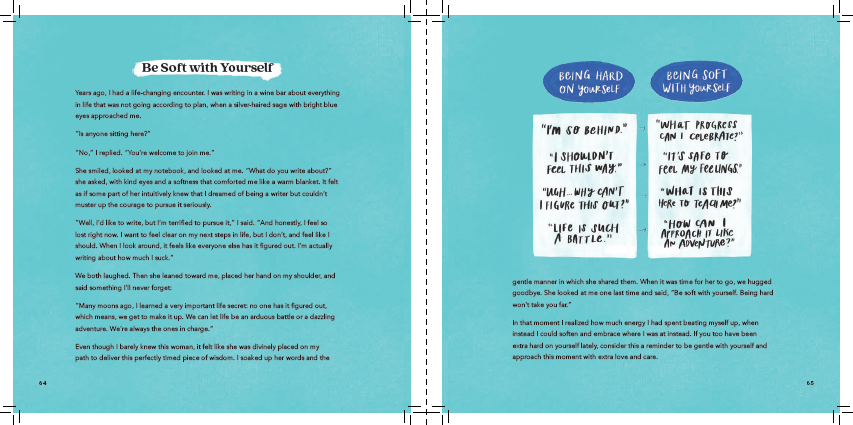 Be Soft with Yourself
Years ago, I had a life-changing encounter. I was writing in a wine bar about everything
in life that was not going according to plan, when a silver-haired sage with bright blue
eyes approached me.
"Is anyone sitting here?"
"No," I replied. "You're welcome to join me."
She smiled, looked at my notebook, and looked at me. "What do you write about?"
she asked, with kind eyes and a softness that comforted me like a warm blanket. It felt
as if some part of her intuitively knew that I dreamed of being a writer but couldn't
muster up the courage to pursue it seriously.
"Well, I'd like to write, but I'm terrified to pursue it," I said. "And honestly, I feel so
lost right now. I want to feel clear on my next steps in life, but I don't, and feel like I
should. When I look around, it feels like everyone else has it figured out. I'm actually
writing about how much I suck."
We both laughed. Then she leaned toward me, placed her hand on my shoulder, and
said something I'll never forget:
"Many moons ago, I learned a very important life secret: no one has it figured out,
which means, we get to make it up. We can let life be an arduous battle or a dazzling
adventure. We're always the ones in charge."
Even though I barely knew this woman, it felt like she was divinely placed on my
path to deliver this perfectly timed piece of wisdom. I soaked up her words and the
64
BEING HARD
ON YOURSELF
"I'M SO BEHIND."
"I SHOULDN'T
FEEL THIS WAY."
"UGH...WHY CAN'T
I FIGURE THIS OUT?"
"LIFE IS SUCH
A BATTLE."
BEING SOFT
WITH YOURSELF
"WHAT PROGRESS
CAN I CELEBRATE?"
"IT'S SAFE TO
FEEL MY FEELINGS."
"WHAT IS THIS
HERE TO TEACH ME?"
"HOW CAN I
APPROACH IT LIKE
AN ADVENTURE?"
gentle manner in which she shared them. When it was time for her to go, we hugged
goodbye. She looked at me one last time and said, "Be soft with yourself. Being hard
won't take you far."
In that moment I realized how much energy I had spent beating myself up, when
instead I could soften and embrace where I was at instead. If you too have been
extra hard on yourself lately, consider this a reminder to be gentle with yourself and
approach this moment with extra love and care.
65